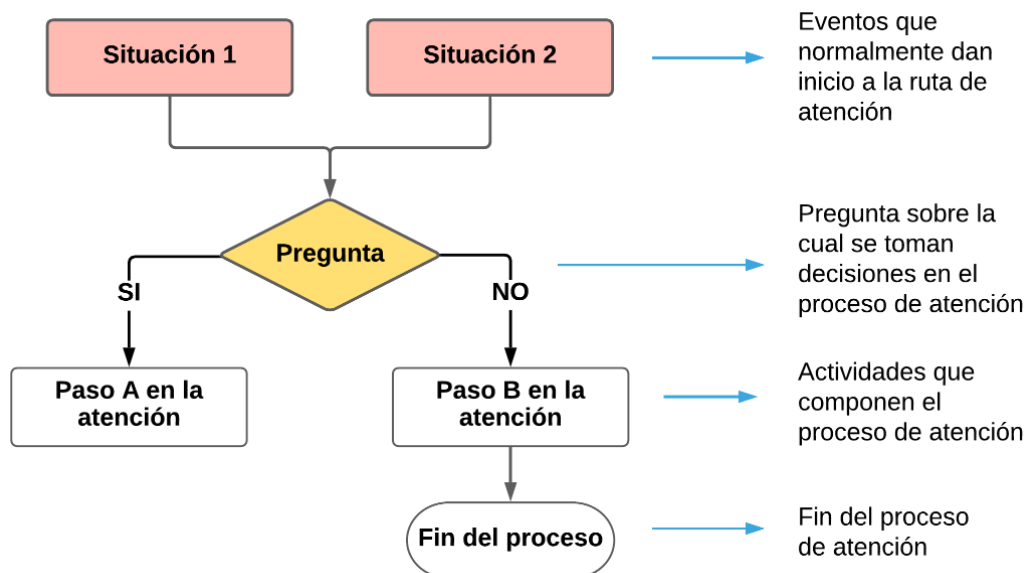 Situación 1
Situación 2
Eventos que
normalmente dan
inicio a la ruta de
atención
Pregunta
Pregunta sobre la
cual se toman
decisiones en el
proceso de atención
SI
NO
Paso A en la
atención
Paso B en la
atención
Actividades que
componen el
proceso de atención
Fin del proceso
Fin del proceso
de atención